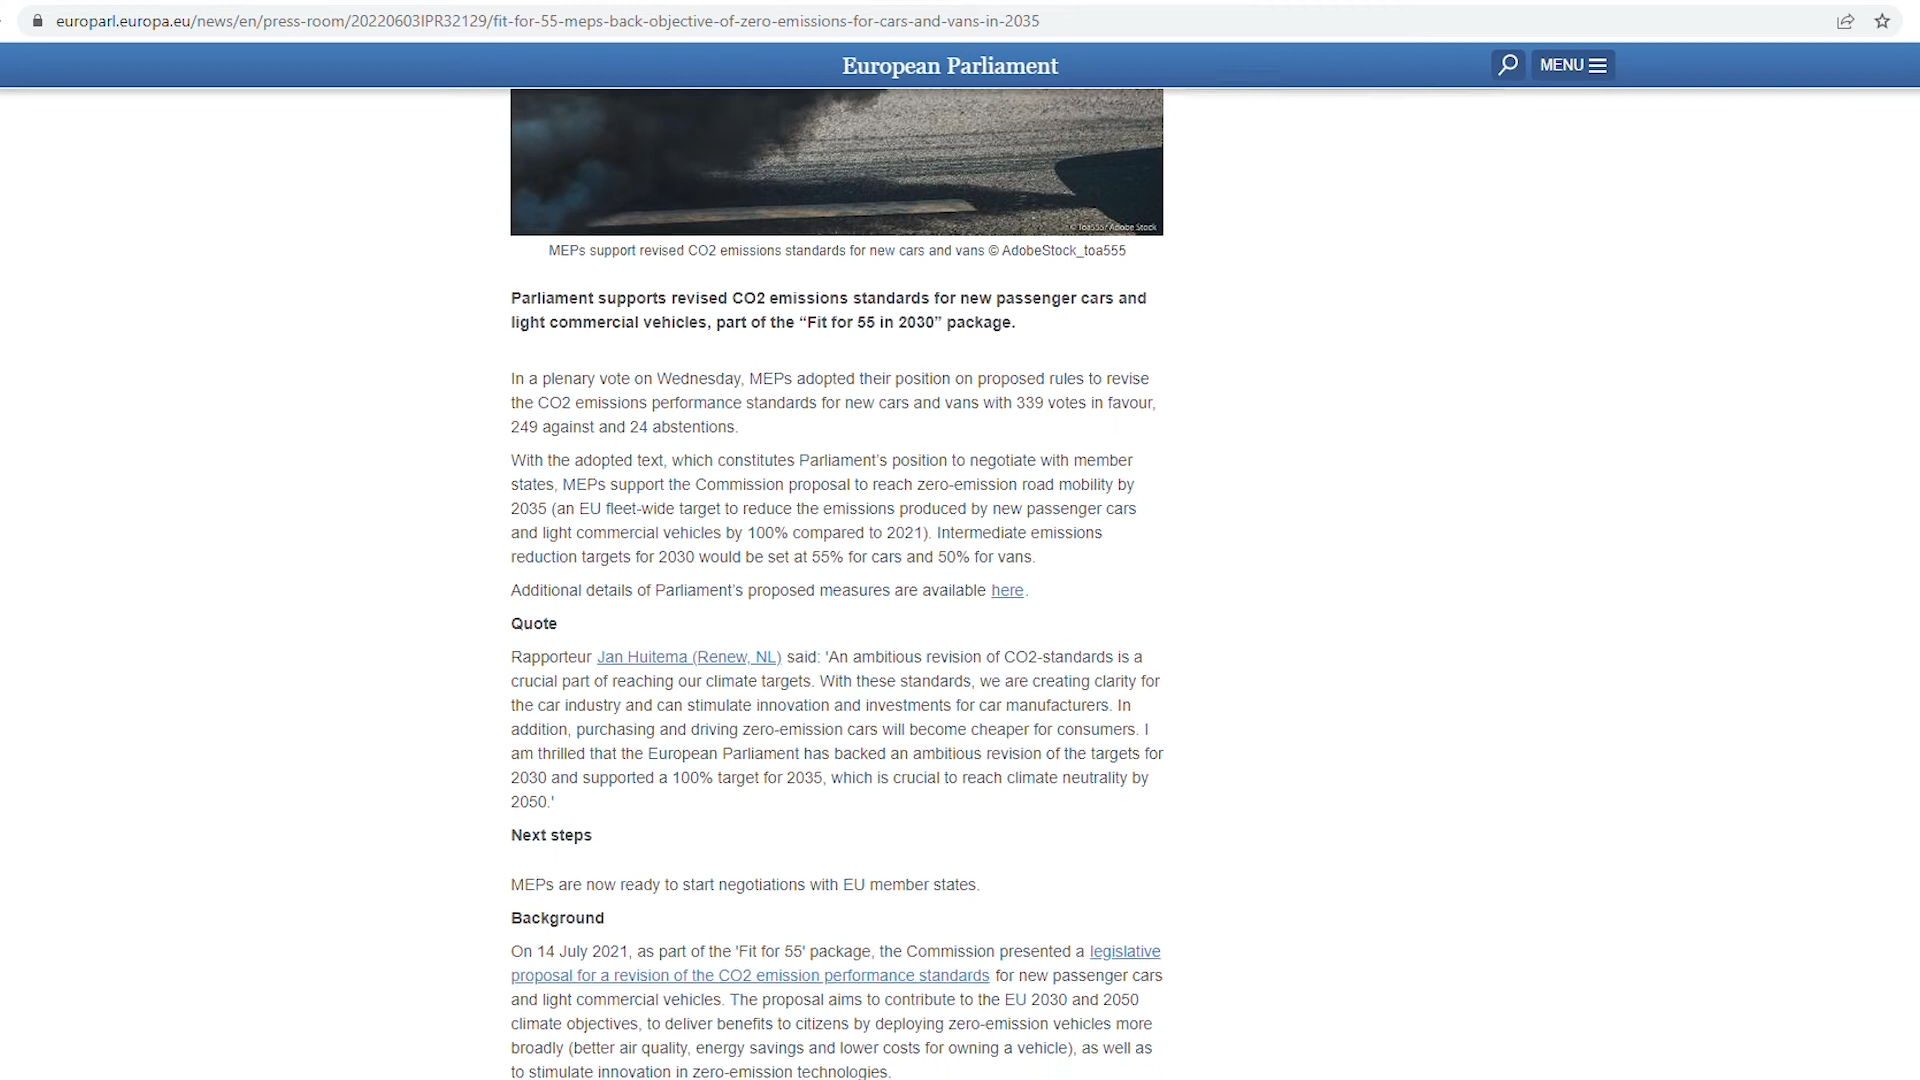 europarl.europa.eu/news/en/press-room/20220603IPR32129/fit-for-55-meps-back-objective-of-zero-emissions-for-cars-and-vans-in-2035
European Parliament
MENU
© Toa555/ Adobe Stock
MEPs support revised CO2 emissions standards for new cars and vans © AdobeStock_toa555
Parliament supports revised CO2 emissions standards for new passenger cars and
light commercial vehicles, part of the “Fit for 55 in 2030” package.
In a plenary vote on Wednesday, MEPs adopted their position on proposed rules to revise
the CO2 emissions performance standards for new cars and vans with 339 votes in favour,
249 against and 24 abstentions.
With the adopted text, which constitutes Parliament’s position to negotiate with member
states, MEPs support the Commission proposal to reach zero-emission road mobility by
2035 (an EU fleet-wide target to reduce the emissions produced by new passenger cars
and light commercial vehicles by 100% compared to 2021). Intermediate emissions
reduction targets for 2030 would be set at 55% for cars and 50% for vans.
Additional details of Parliament’s proposed measures are available here.
Quote
Rapporteur Jan Huitema (Renew, NL) said: 'An ambitious revision of CO2-standards is a
crucial part of reaching our climate targets. With these standards, we are creating clarity for
the car industry and can stimulate innovation and investments for car manufacturers. In
addition, purchasing and driving zero-emission cars will become cheaper for consumers. I
am thrilled that the European Parliament has backed an ambitious revision of the targets for
2030 and supported a 100% target for 2035, which is crucial to reach climate neutrality by
2050.'
Next steps
MEPs are now ready to start negotiations with EU member states.
Background
On 14 July 2021, as part of the 'Fit for 55' package, the Commission presented a legislative
proposal for a revision of the CO2 emission performance standards for new passenger cars
and light commercial vehicles. The proposal aims to contribute to the EU 2030 and 2050
climate objectives, to deliver benefits to citizens by deploying zero-emission vehicles more
broadly (better air quality, energy savings and lower costs for owning a vehicle), as well as
to stimulate innovation in zero-emission technologies.